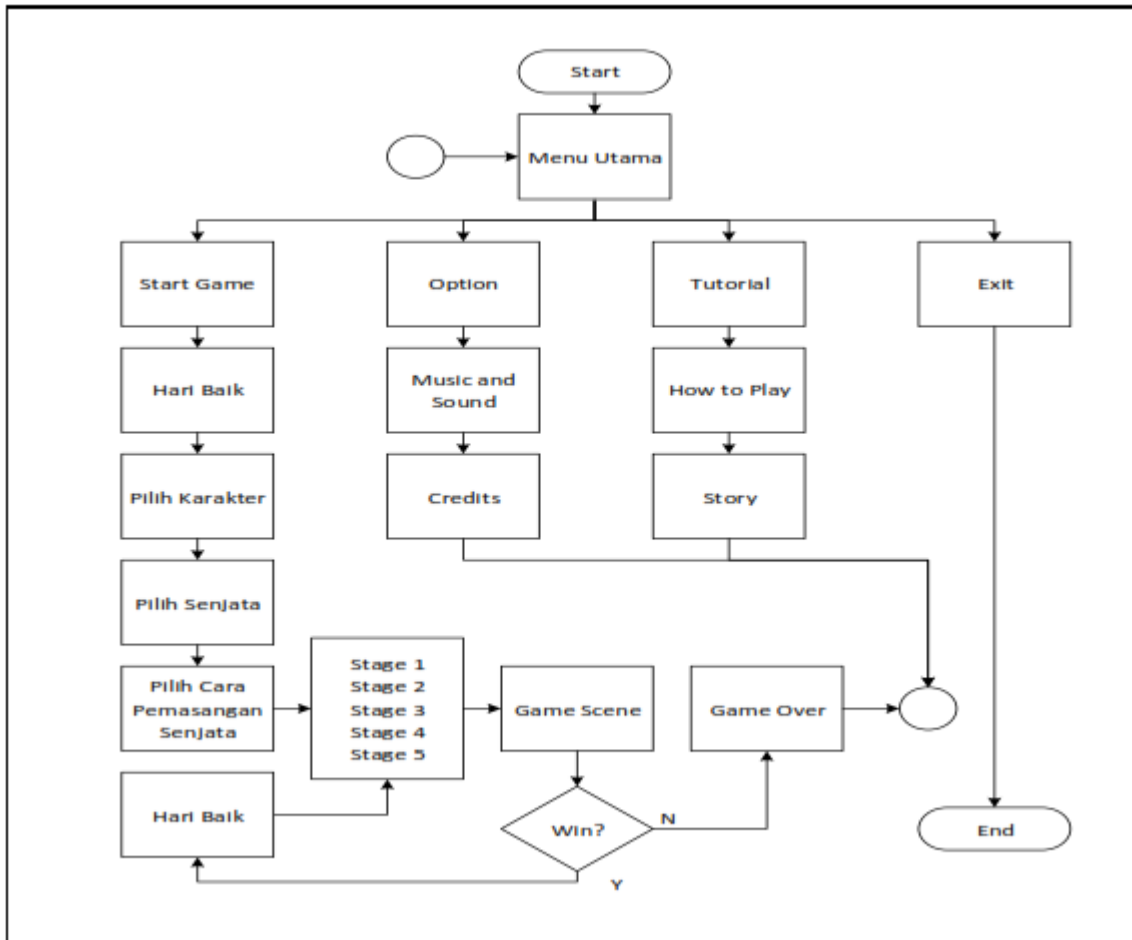 Start
Menu Utama
Start Game
Option
Tutorial
Exit
Hari Baik
Music and
Sound
How to Play
Pilih Karakter
Credits
Story
Pilih Senjata
Pilih Cara
Pemasangan
Senjata
Stage 1
Stage 2
Stage 3
Stage 4
Stage 5
Game Scene
Game Over
Hari Baik
Win?
N
Y
End